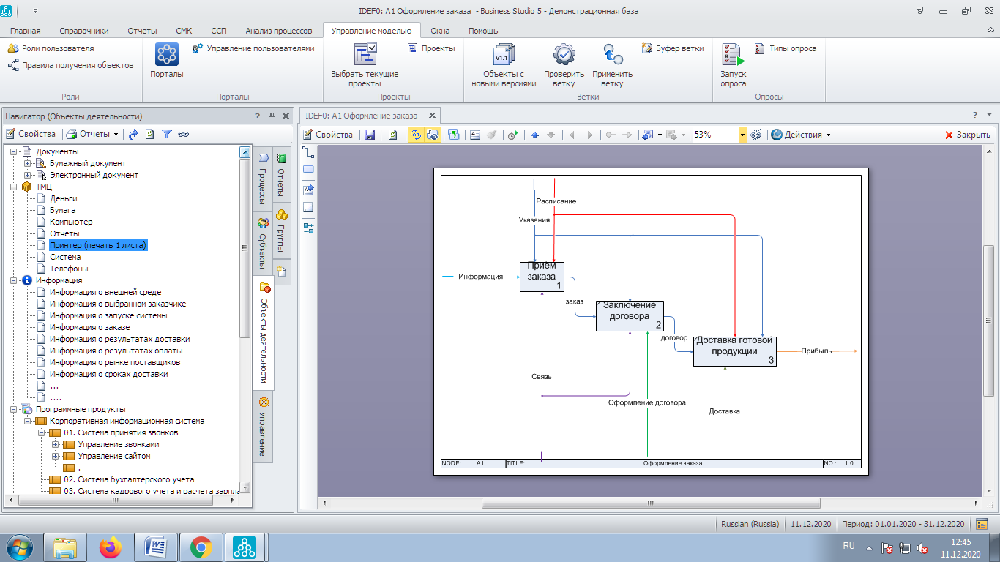 IDEF0: A1 Оформление заказа - Business Studio 5 - Демонстрационная база
Главная Справочники Отчеты СМК ССП Анализ процессов Управление моделью Окна Помощь
Роли пользователя
Правила получения объектов
Роли
Порталы
Управление пользователями
Порталы
Выбрать текущие
проекты
Проекты
Проекты
V1.1
Объекты с
новыми версиями
Проверить
ветку
Применить
ветку
Буфер ветки
Ветки
Запуск
опроса
Типы опроса
Опросы
Навигатор (Объекты деятельности)
Свойства Отчеты
Документы
Бумажный документ
Электронный документ
ТМЦ
Деньги
Бумага
Компьютер
Отчеты
Принтер (печать 1 листа)
Система
Телефоны
Информация
Информация о внешней среде
Информация о выбранном заказчике
Информация о запуске системы
Информация о заказе
Информация о результатах доставки
Информация о результатах оплаты
Информация о рынке поставщиков
Информация о сроках доставки
...
....
Программные продукты
Корпоративная информационная система
01. Система принятия звонков
Управление звонками
Управление сайтом
.
02. Система бухгалтерского учета
03. Система кадрового учета и расчета зарпла
Процессы
Субъекты
Объекты деятельности
Управление
Отчеты
Группы
IDEF0: A1 Оформление заказа
Свойства 53% Действия Закрыть
Расписание
Указания
Информация
Приём
заказа
1
заказ
Заключение
договора
2
договор
Доставка готовой
продукции
3
Прибыль
Связь
Оформление договора
Доставка
NODE: A1 TITLE: Оформление заказа NO.: 1.0
Russian (Russia) 11.12.2020 Период: 01.01.2020 - 31.12.2020
RU
12:45
11.12.2020